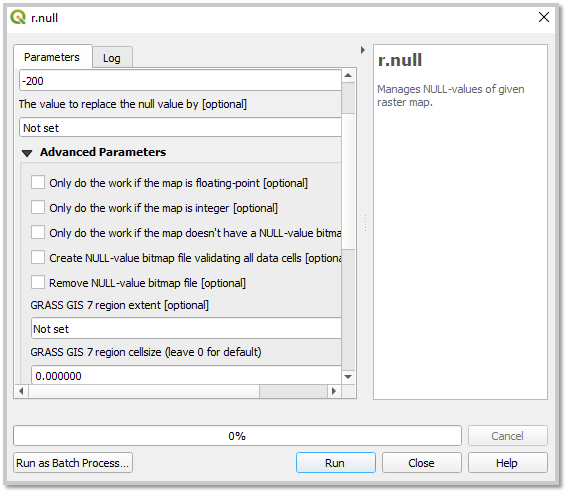 r.null
Parameters
Log
-200
The value to replace the null value by [optional]
Not set
Advanced Parameters
Only do the work if the map is floating-point [optional]
Only do the work if the map is integer [optional]
Only do the work if the map doesn't have a NULL-value bitma
Create NULL-value bitmap file validating all data cells [optiona
Remove NULL-value bitmap file [optional]
GRASS GIS 7 region extent [optional]
Not set
GRASS GIS 7 region cellsize (leave 0 for default)
0.000000
r.null
Manages NULL-values of given
raster map.
0%
Cancel
Run as Batch Process...
Run
Close
Help